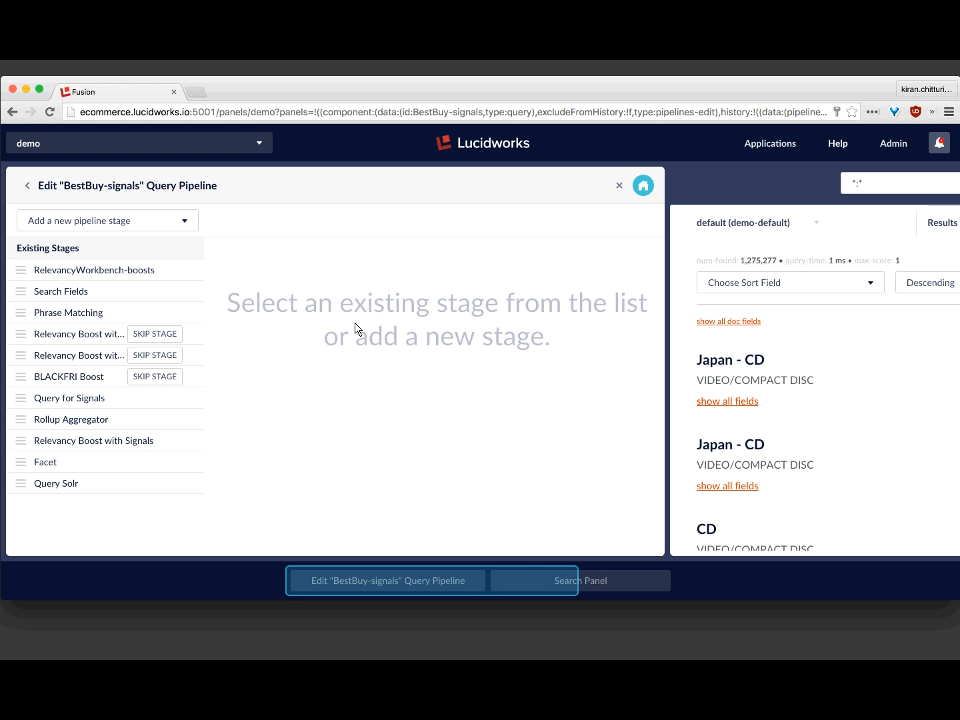 Fusion
kiran.chitturi...
ecommerce.lucidworks.io:5001/panels/demo?panels=!((component:(data:(id:BestBuy-signals,type:query),excludeFromHistory:!f,type:pipelines-edit),history:!((data:(pipeline...
demo
Lucidworks
Applications
Help
Admin
Edit "BestBuy-signals" Query Pipeline
*:*
Add a new pipeline stage
Existing Stages
RelevancyWorkbench-boosts
Search Fields
Phrase Matching
Relevancy Boost wit... SKIP STAGE
Relevancy Boost wit... SKIP STAGE
BLACKFRI Boost SKIP STAGE
Query for Signals
Rollup Aggregator
Relevancy Boost with Signals
Facet
Query Solr
Select an existing stage from the list
or add a new stage.
default (demo-default)
Results
num-found: 1,275,277 • query-time: 1 ms • max-score: 1
Choose Sort Field
Descending
show all doc fields
Japan - CD
VIDEO/COMPACT DISC
show all fields
Japan - CD
VIDEO/COMPACT DISC
show all fields
CD
VIDEO/COMPACT DISC
Edit "BestBuy-signals" Query Pipeline
Search Panel